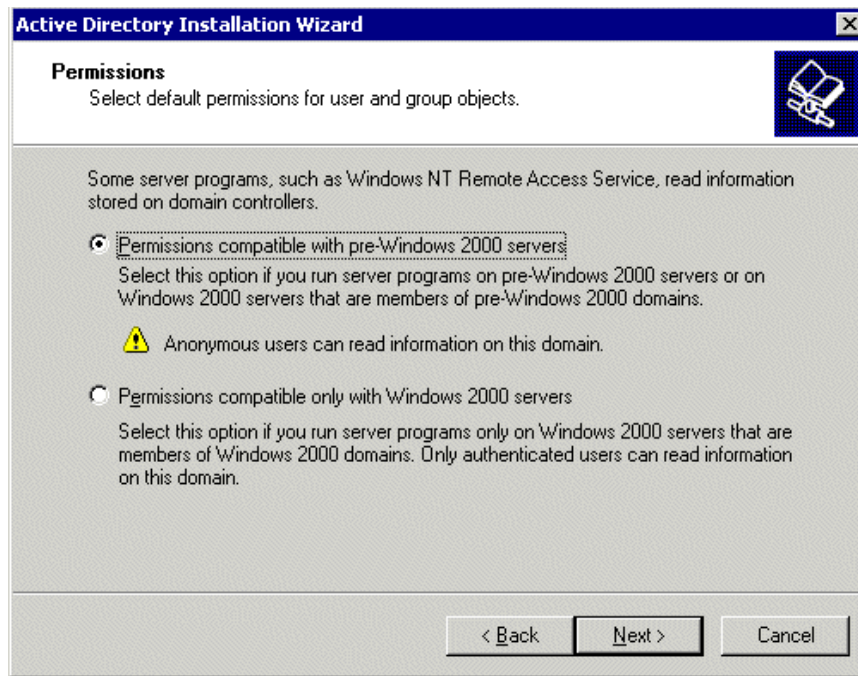 Active Directory Installation Wizard
Permissions
Select default permissions for user and group objects.
Some server programs, such as Windows NT Remote Access Service, read information
stored on domain controllers.
Permissions compatible with pre-Windows 2000 servers
Select this option if you run server programs on pre-Windows 2000 servers or on
Windows 2000 servers that are members of pre-Windows 2000 domains.
Anonymous users can read information on this domain.
Permissions compatible only with Windows 2000 servers
Select this option if you run server programs only on Windows 2000 servers that are
members of Windows 2000 domains. Only authenticated users can read information
on this domain.
< Back Next > Cancel